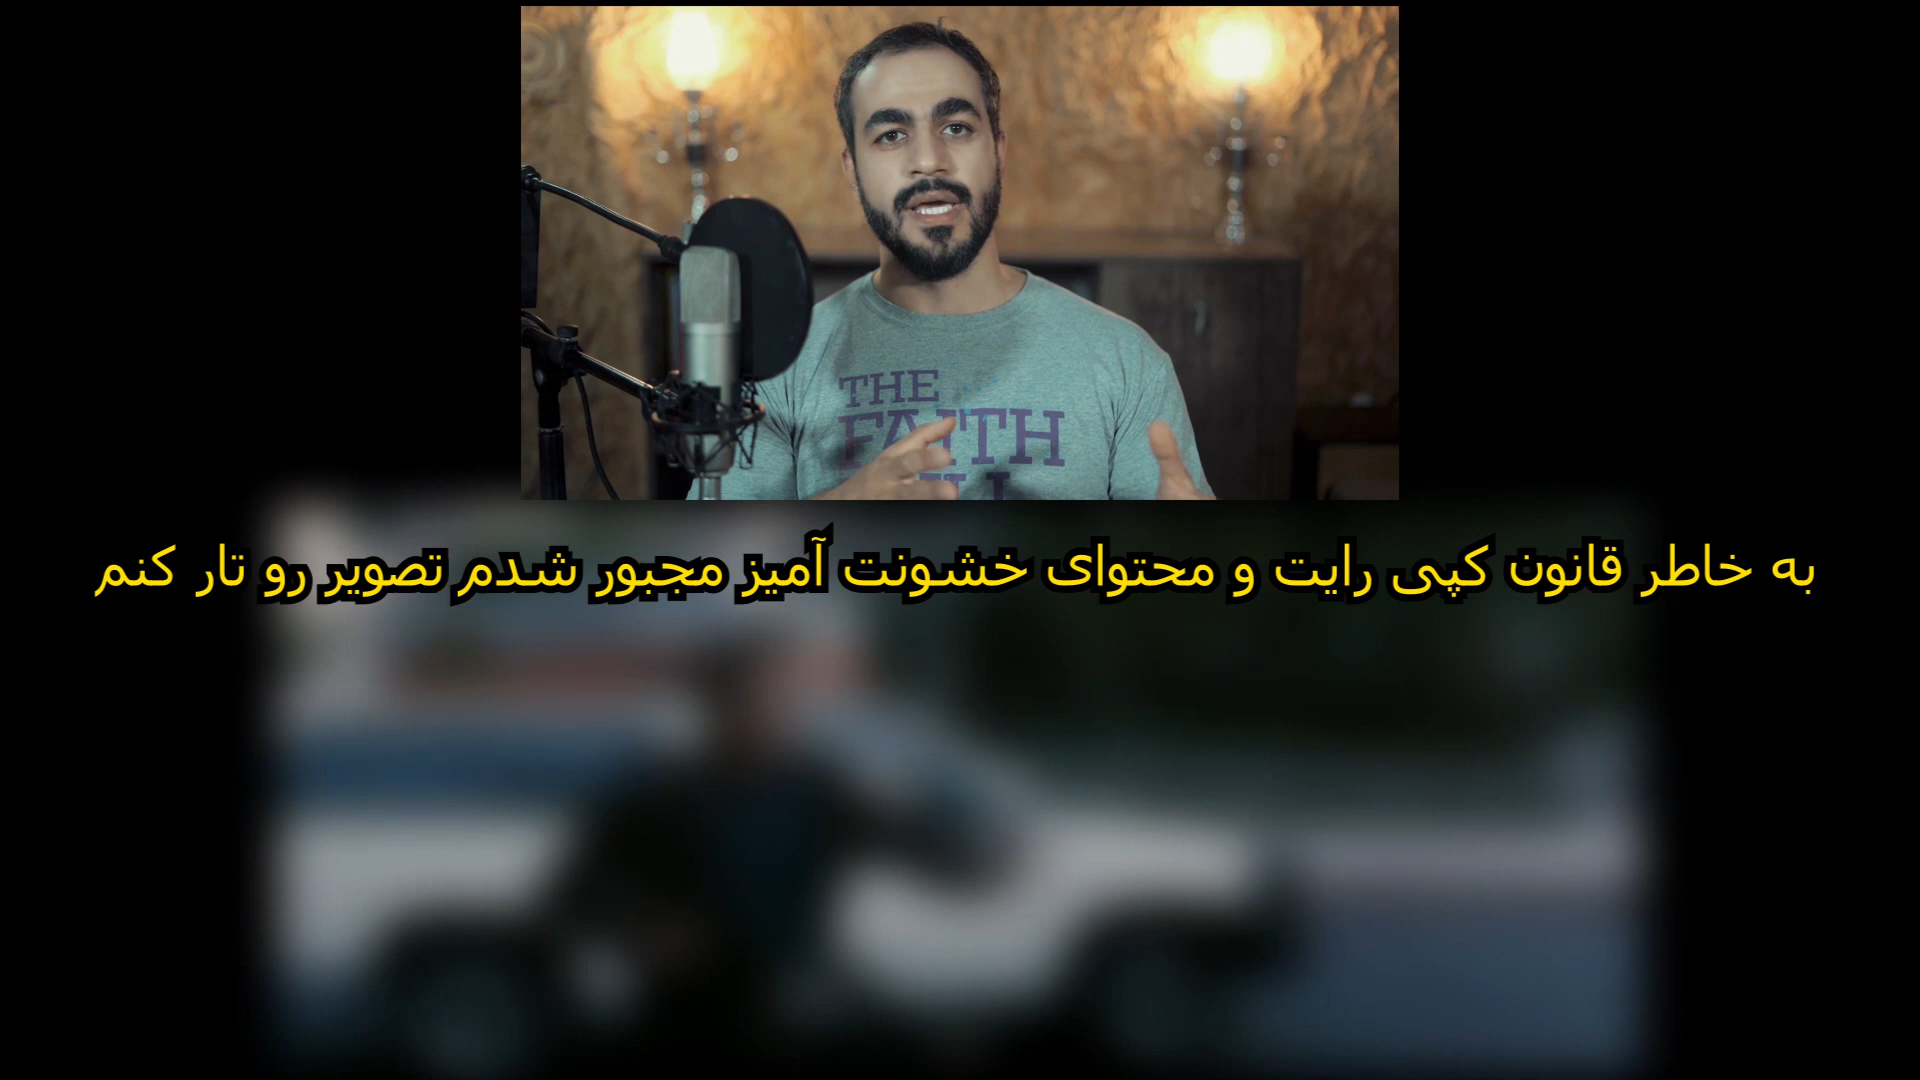 THE
FAITH
به خاطر قانون کپی رایت و محتوای خشونت آمیز مجبور شدم تصویر رو تار کنم